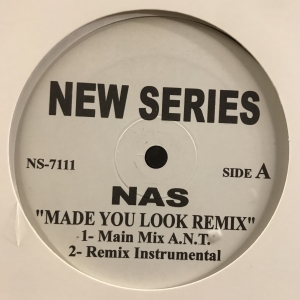 NEW SERIES
NS-7111 SIDE A
NAS
"MADE YOU LOOK REMIX"
1- Main Mix A.N.T.
2- Remix Instrumental